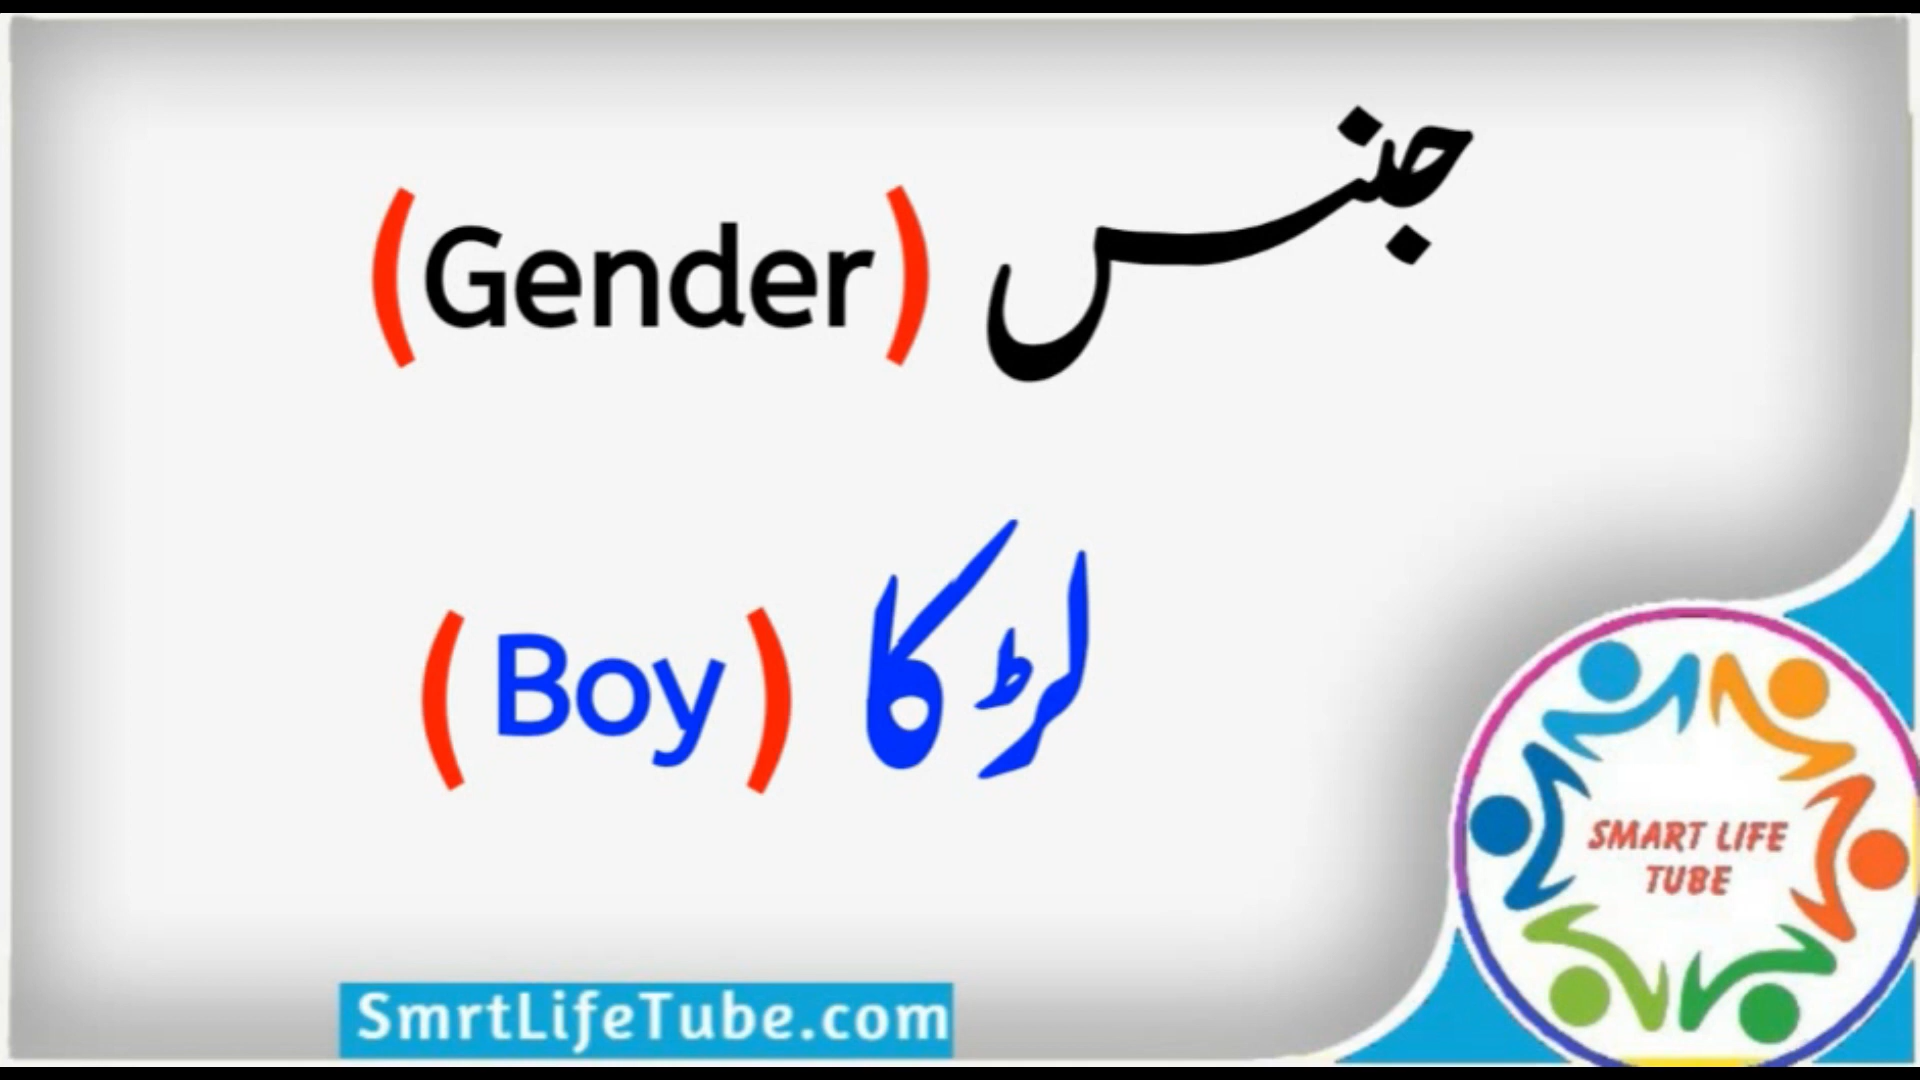 جنس (Gender)
لڑکا (Boy)
SMART LIFE
TUBE
SmrtLifeTube.com